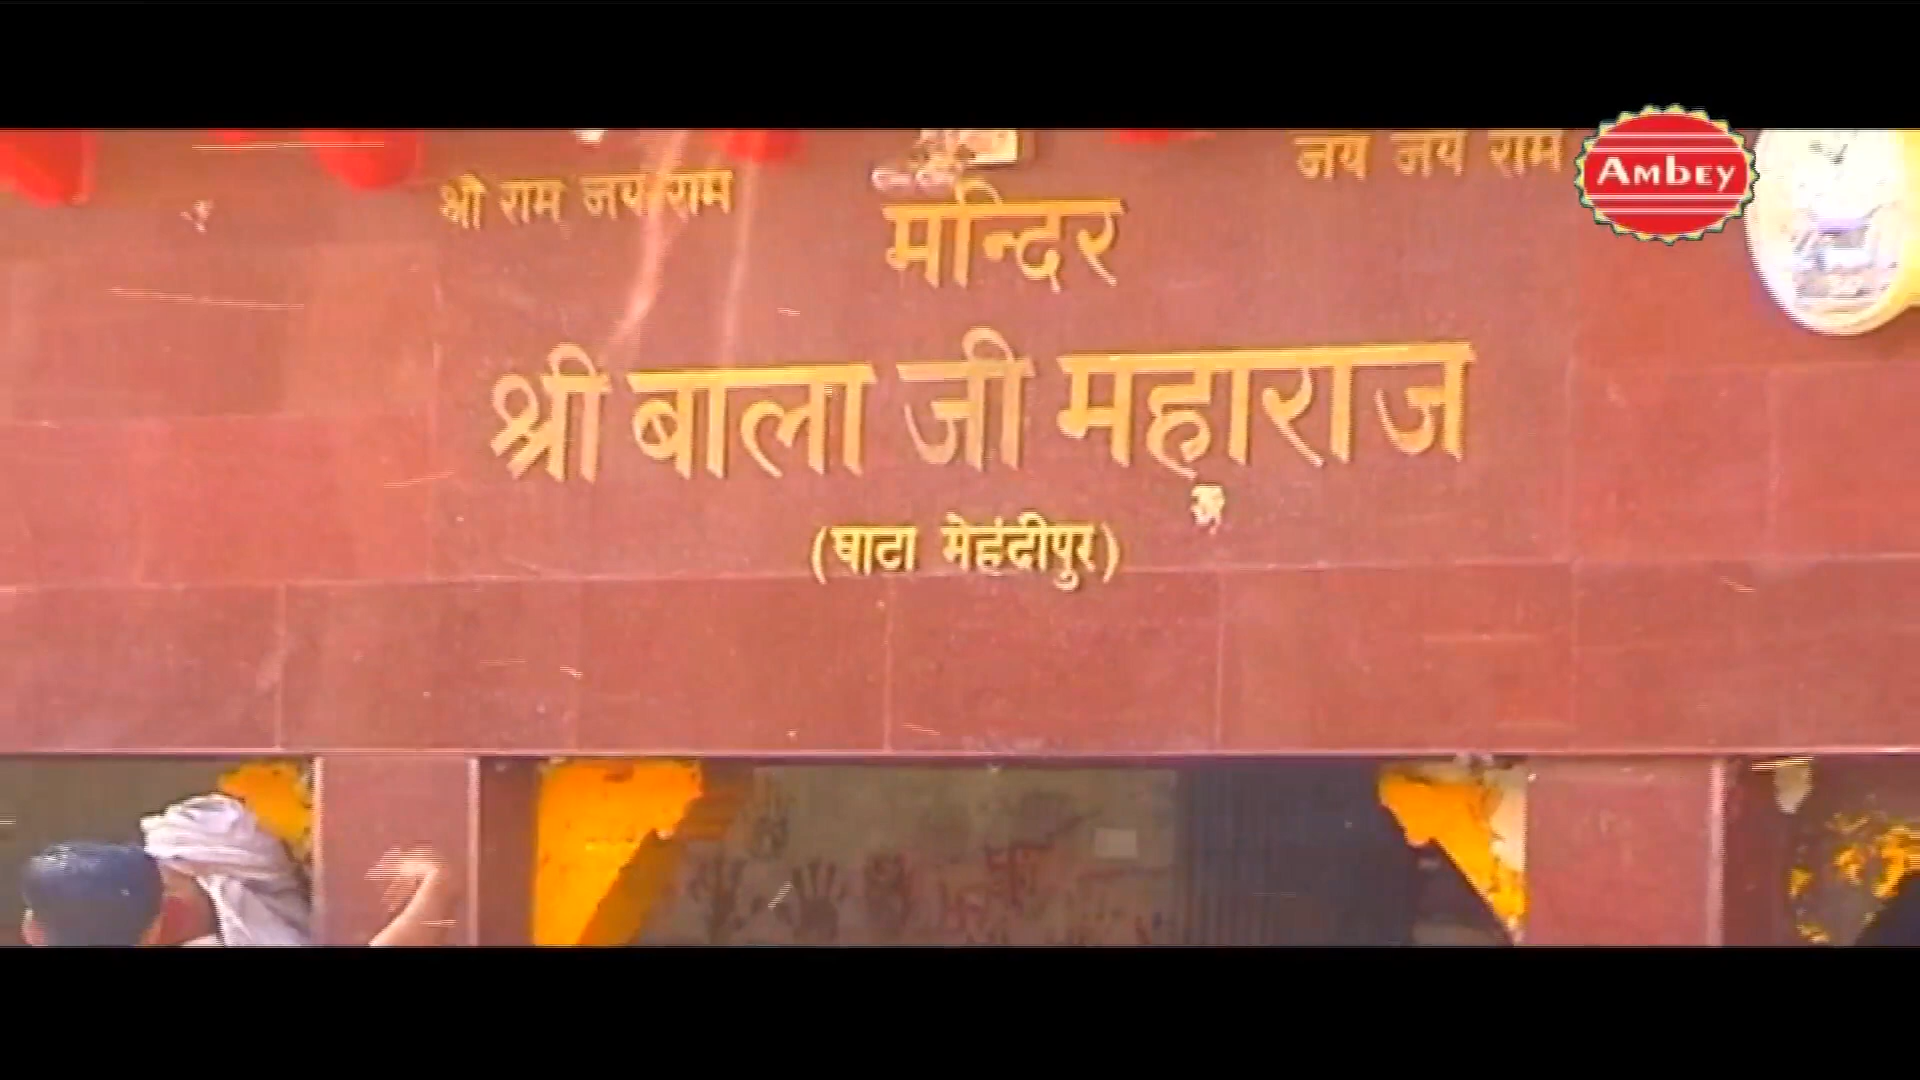 श्री राम जय राम
जय जय राम
AMBEY
मन्दिर
श्री बाला जी महाराज
(घाटा मेहंदीपुर)